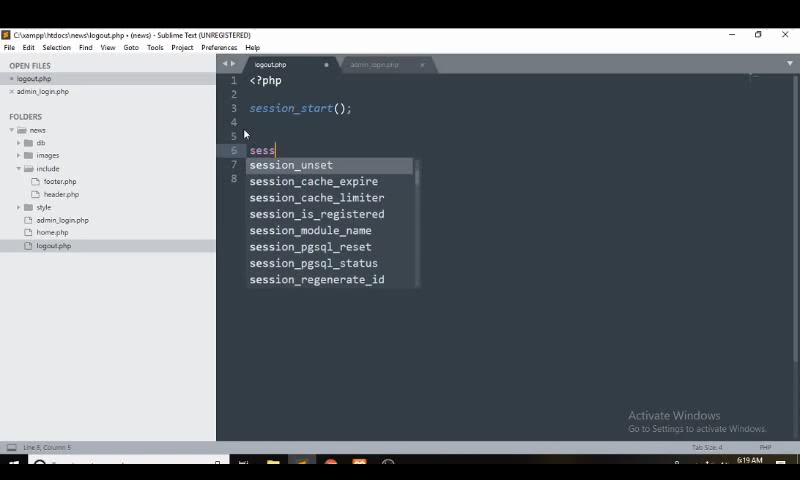 C:\xampp\htdocs\news\logout.php • (news) - Sublime Text (UNREGISTERED)
File Edit Selection Find View Goto Tools Project Preferences Help
OPEN FILES
logout.php
admin_login.php
FOLDERS
news
db
images
include
footer.php
header.php
style
admin_login.php
home.php
logout.php
logout.php admin_login.php
1 <?php
2
3 session_start();
4
5
6 sess
7
8
session_unset
session_cache_expire
session_cache_limiter
session_is_registered
session_module_name
session_pgsql_reset
session_pgsql_status
session_regenerate_id
Activate Windows
Go to Settings to activate Windows.
Line 6, Column 5
Tab Size: 4 PHP
6:19 AM